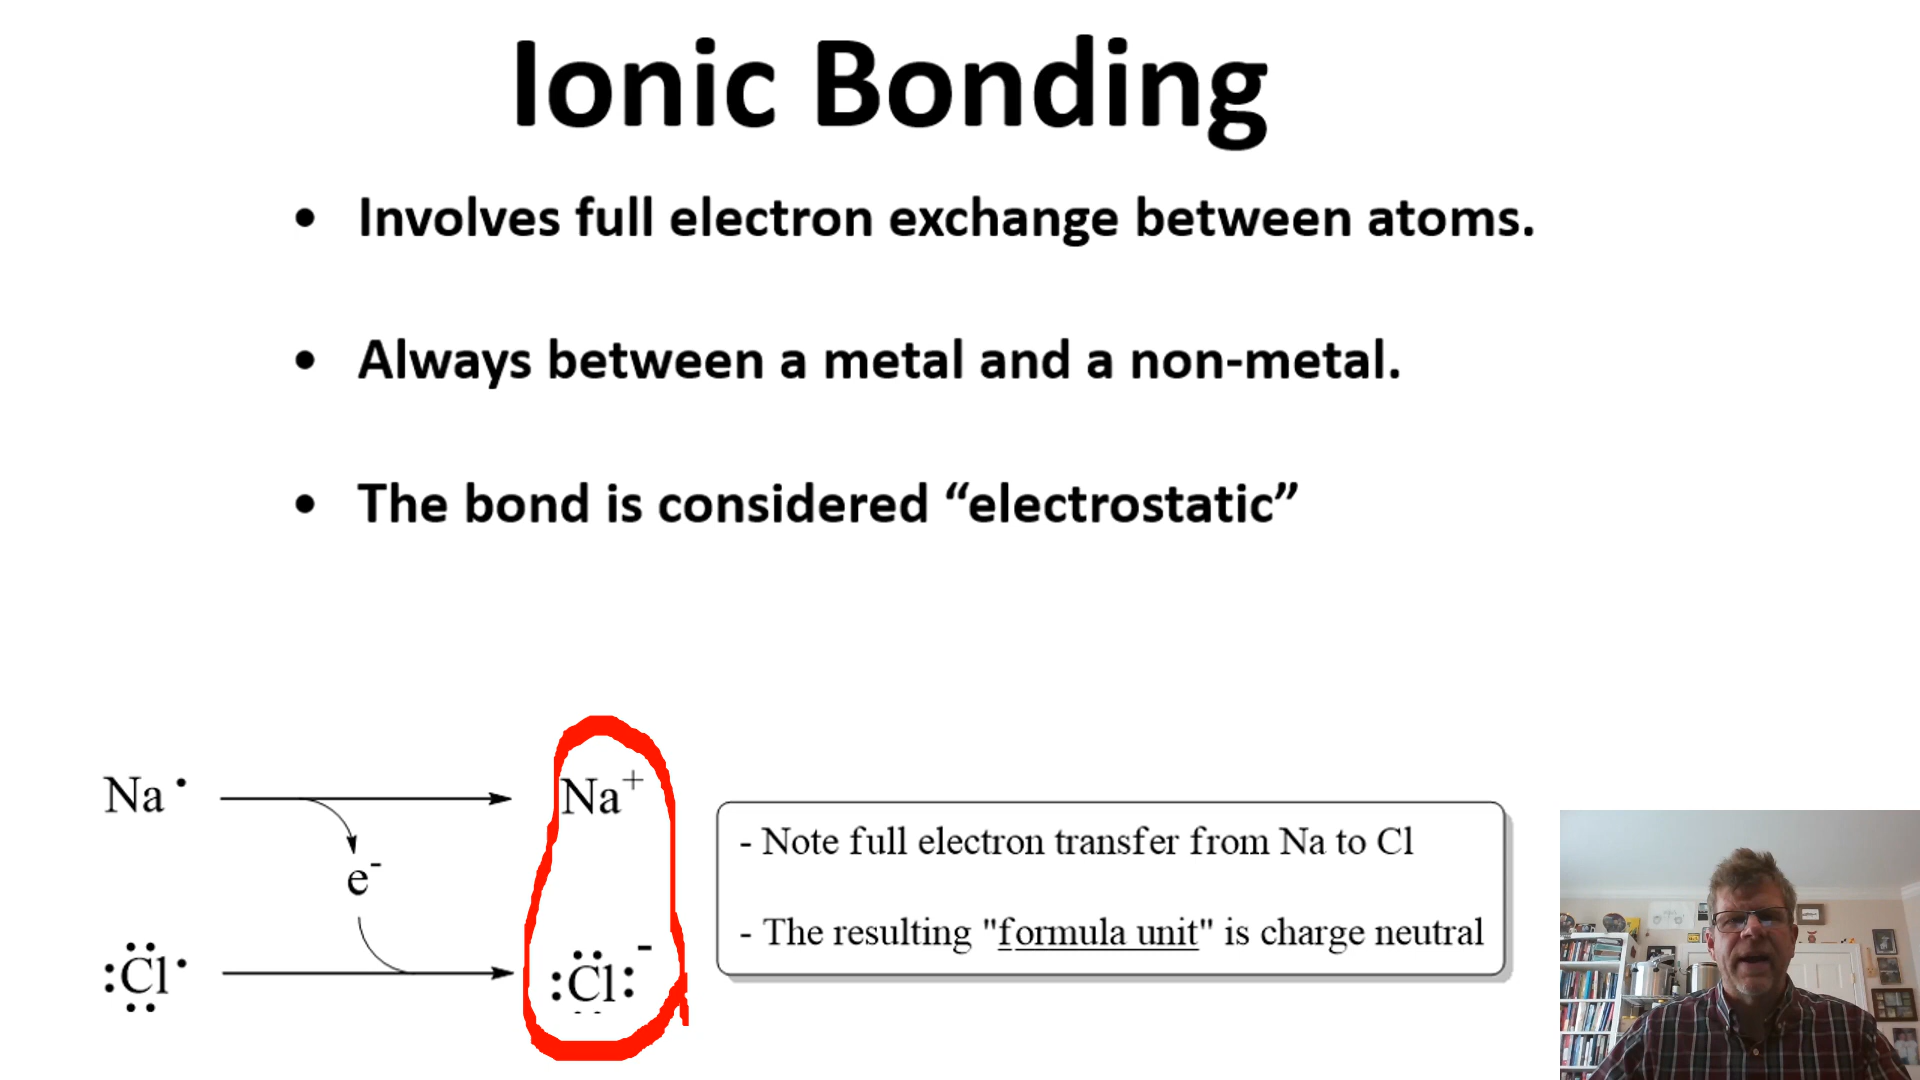 Ionic Bonding
• Involves full electron exchange between atoms.
• Always between a metal and a non-metal.
• The bond is considered “electrostatic”
Na· Na⁺
- Note full electron transfer from Na to Cl
e⁻
- The resulting "formula unit" is charge neutral
:Cl· :Cl:⁻